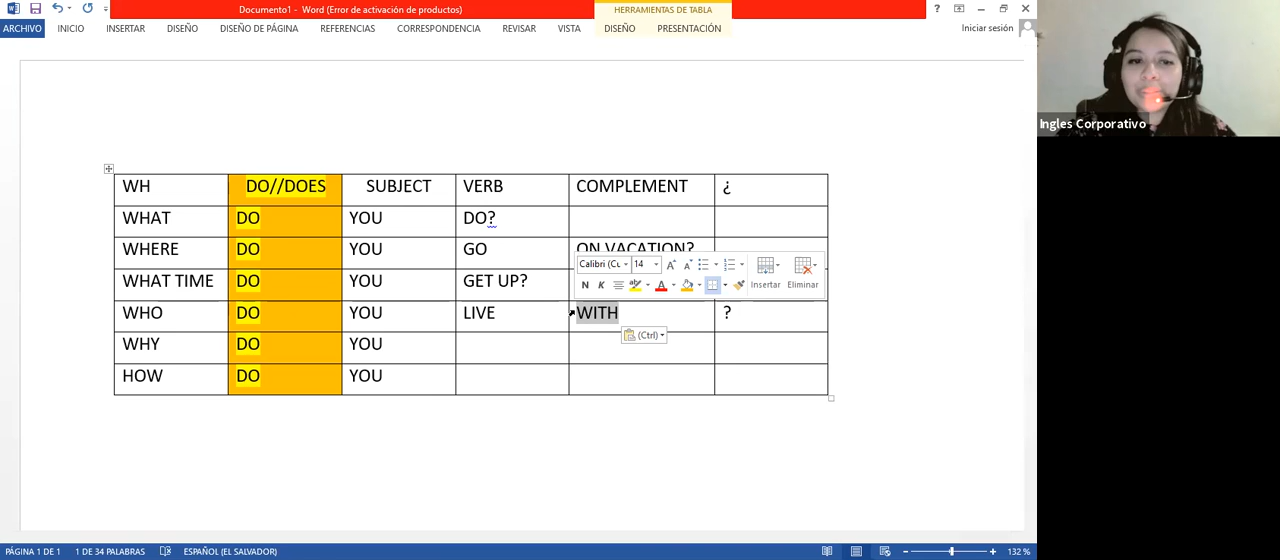 Documento1 - Word (Error de activación de productos)
HERRAMIENTAS DE TABLA
?
ARCHIVO INICIO INSERTAR DISEÑO DISEÑO DE PÁGINA REFERENCIAS CORRESPONDENCIA REVISAR VISTA DISEÑO PRESENTACIÓN Iniciar sesión
Ingles Corporativo
WH DO//DOES SUBJECT VERB COMPLEMENT ¿
WHAT DO YOU DO?
WHERE DO YOU GO ON VACATION?
Calibri (Cu 14 A A
N K ab A Insertar Eliminar
WHAT TIME DO YOU GET UP?
WHO DO YOU LIVE WITH ?
(Ctrl)
WHY DO YOU
HOW DO YOU
PÁGINA 1 DE 1 1 DE 34 PALABRAS ESPAÑOL (EL SALVADOR) 132 %